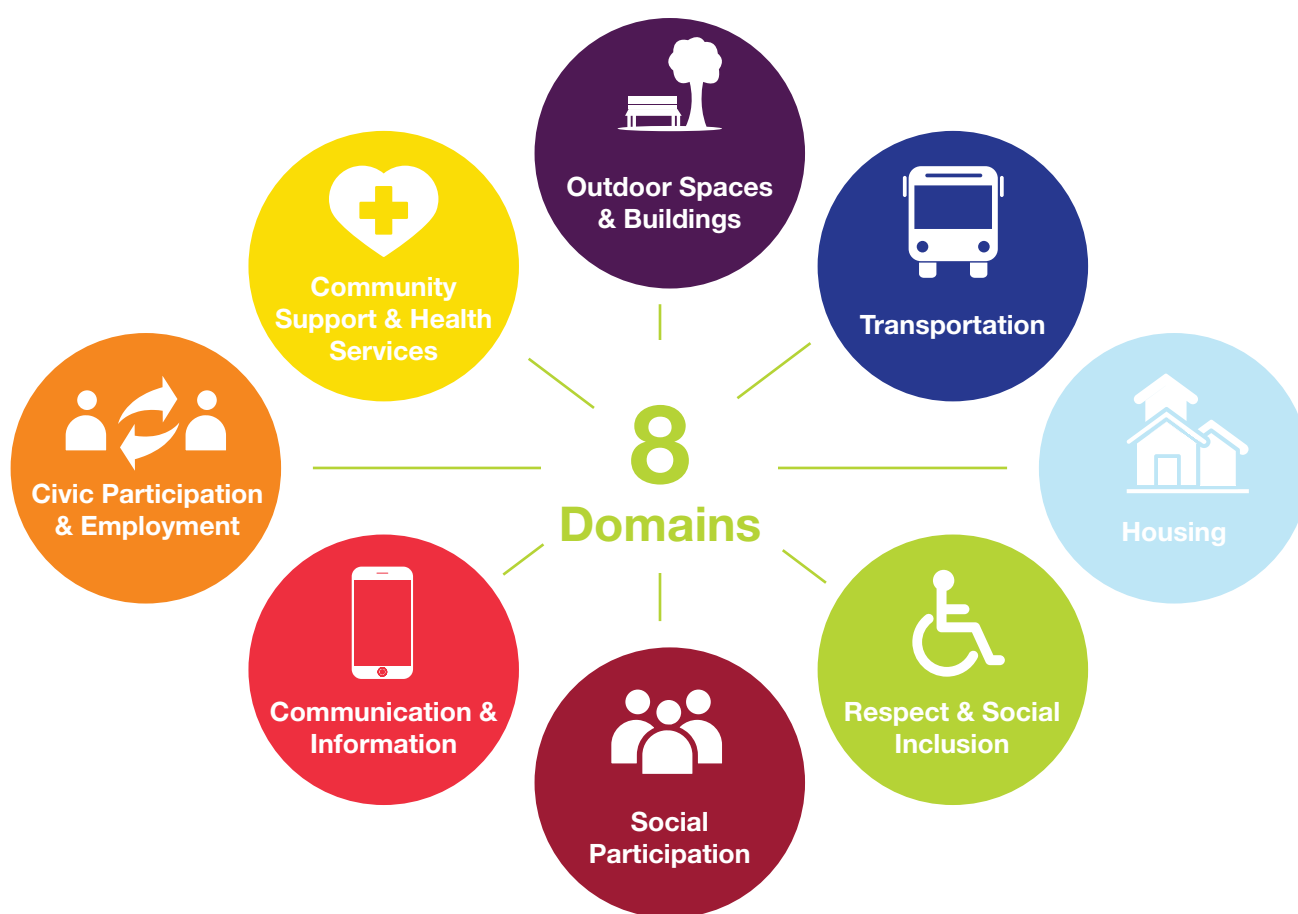 Outdoor Spaces
& Buildings
Transportation
Housing
Respect & Social
Inclusion
Social
Participation
Communication &
Information
Civic Participation
& Employment
Community
Support & Health
Services
8
Domains